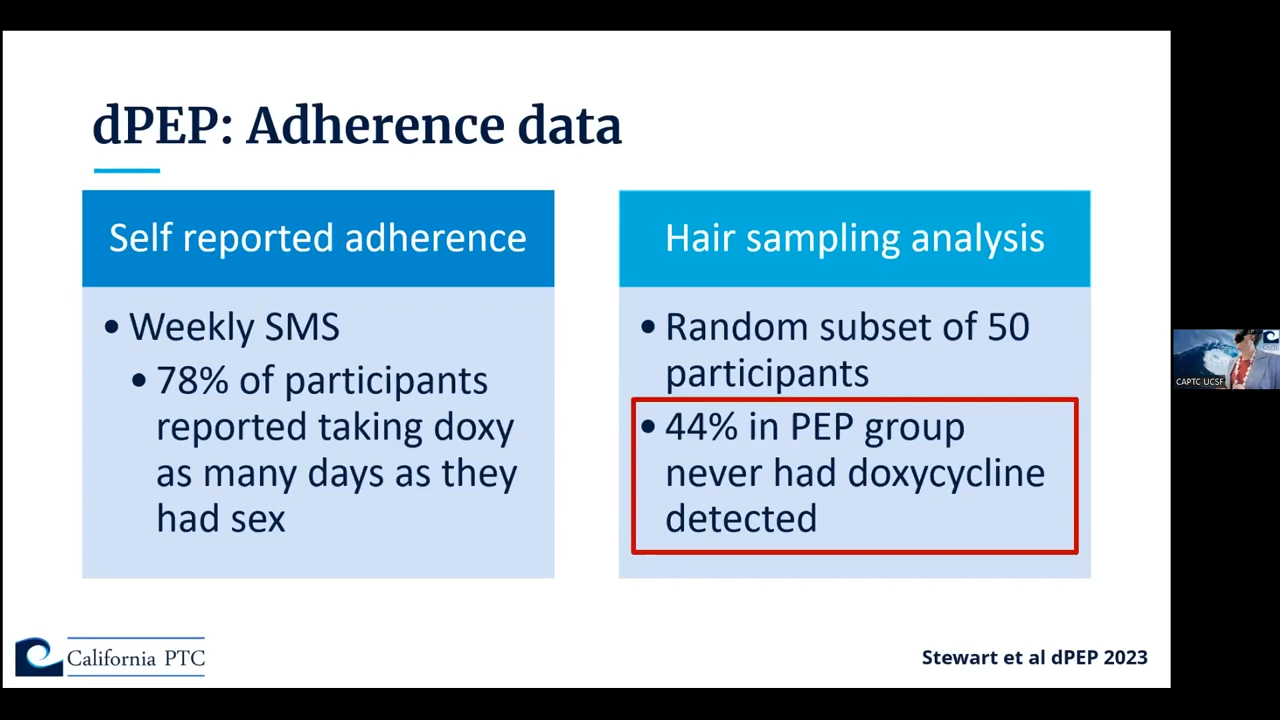 dPEP: Adherence data
Self reported adherence
• Weekly SMS
• 78% of participants
reported taking doxy
as many days as they
had sex
Hair sampling analysis
• Random subset of 50
participants
• 44% in PEP group
never had doxycycline
detected
CAPTC UCSF
California PTC
Stewart et al dPEP 2023